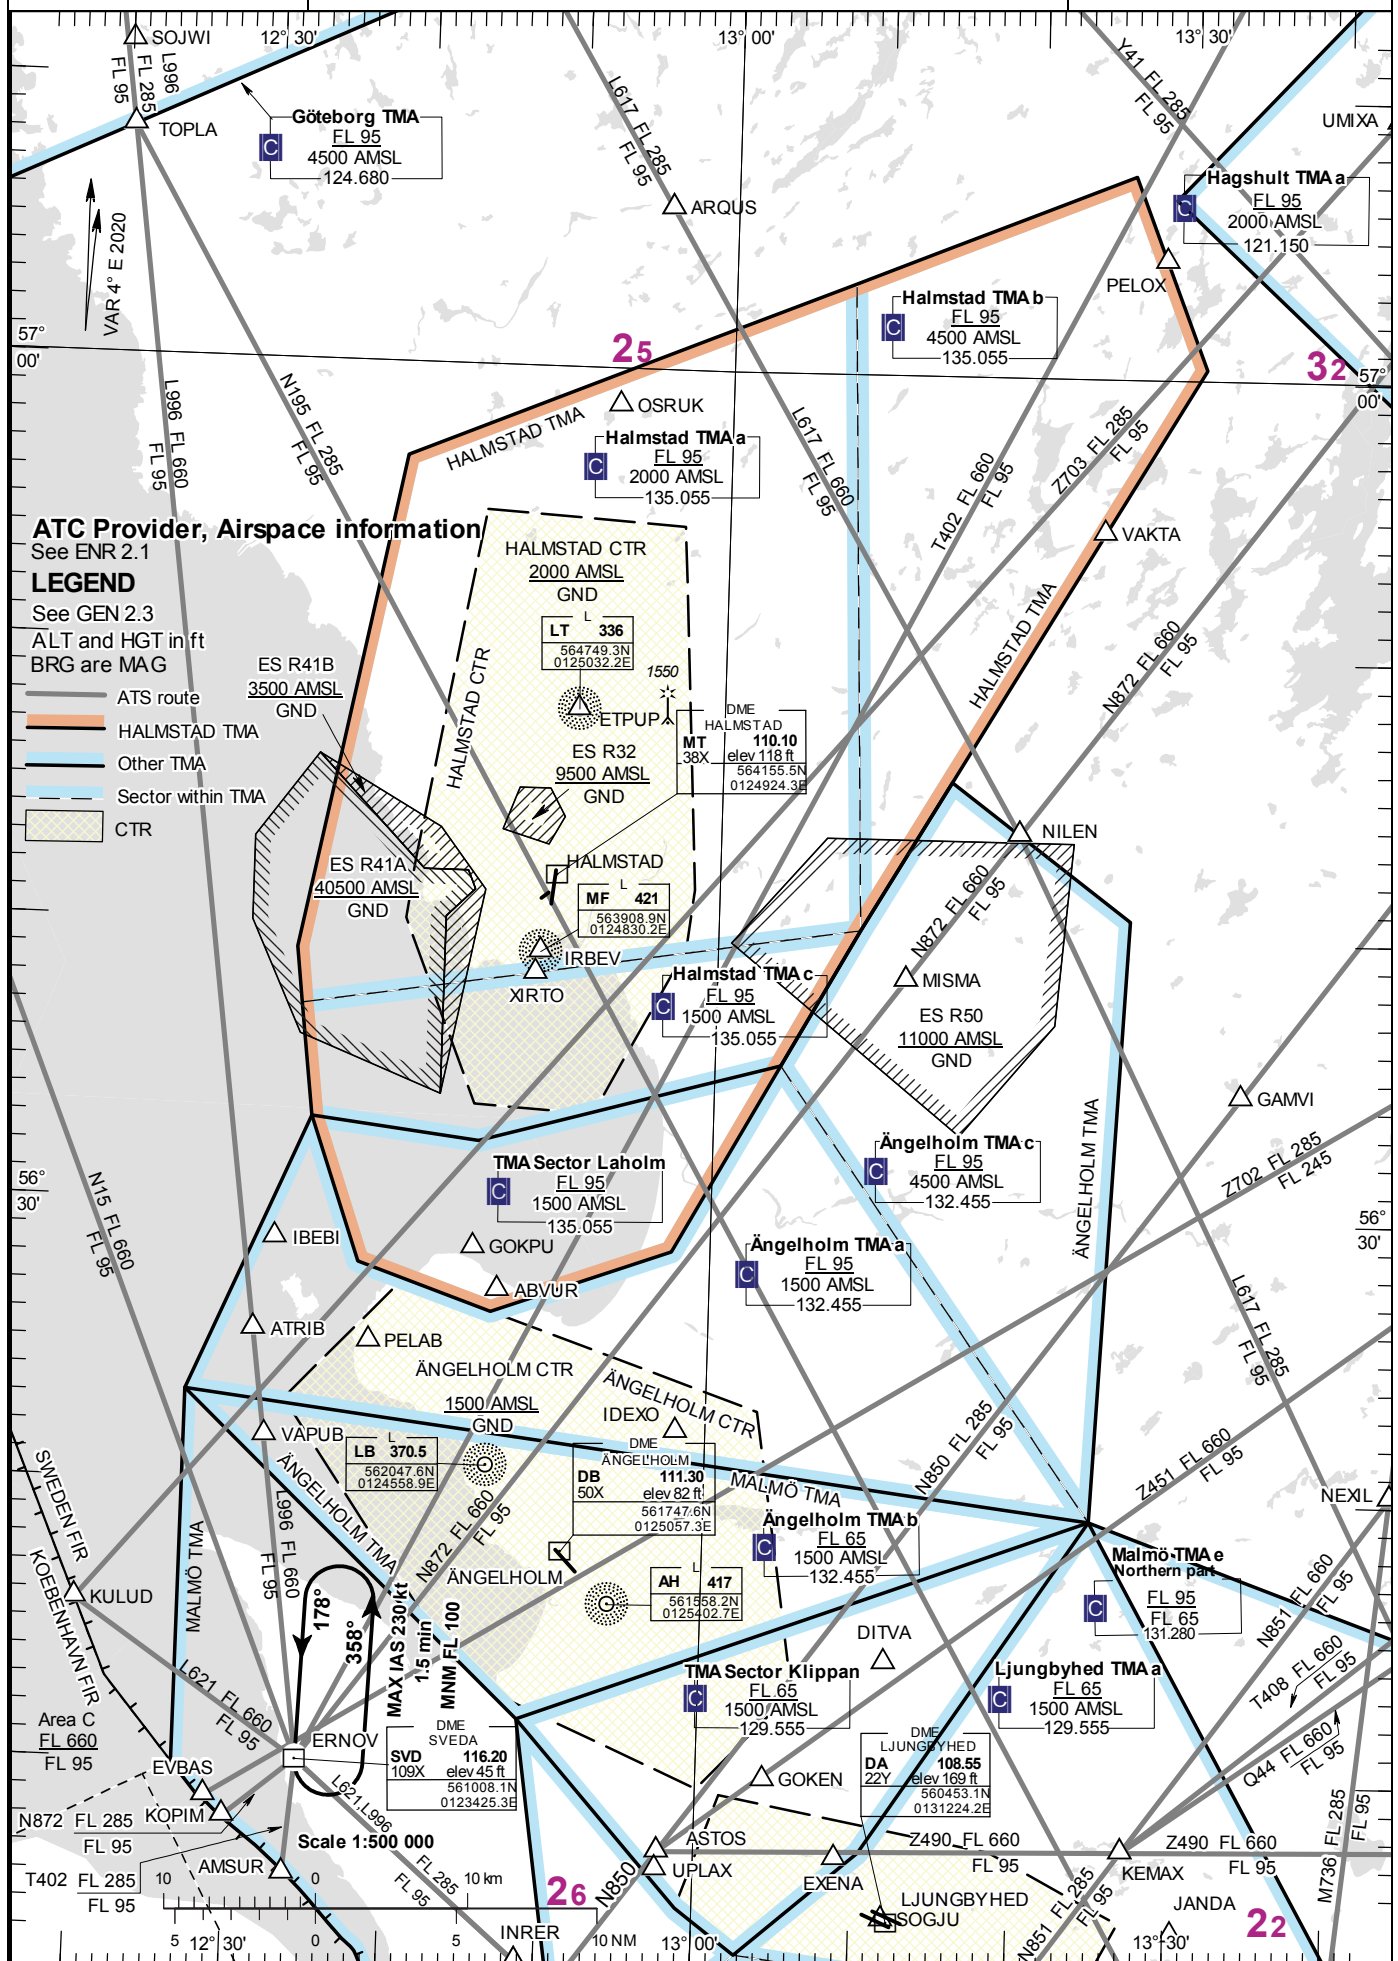 SOJWI
12° 30'
13° 00'
13° 30'
L996
FL 285
FL 95
TOPLA
Göteborg TMA
FL 95
4500 AMSL
124.680
C
L617 FL 285
FL 95
Y41 FL 285
FL 95
UMIXA
ARQUS
Hagshult TMA a
FL 95
2000 AMSL
121.150
C
VAR 4° E 2020
PELOX
Halmstad TMA b
FL 95
4500 AMSL
135.055
C
57°
00'
25
32
57°
00'
L996 FL 660
FL 95
N195 FL 285
FL 95
OSRUK
HALMSTAD TMA
Halmstad TMA a
FL 95
2000 AMSL
135.055
C
L617 FL 660
FL 95
T402 FL 660
FL 95
Z703 FL 285
FL 95
VAKTA
ATC Provider, Airspace information
See ENR 2.1
LEGEND
See GEN 2.3
ALT and HGT in ft
BRG are MAG
ATS route
HALMSTAD TMA
Other TMA
Sector within TMA
CTR
HALMSTAD CTR
2000 AMSL
GND
L
LT 336
564749.3N
0125032.2E
HALMSTAD CTR
HALMSTAD TMA
N872 FL 660
FL 95
ES R41B
3500 AMSL
GND
1550
ETPUP
DME
HALMSTAD
MT 110.10
38X elev 118 ft
564155.5N
0124924.3E
ES R32
9500 AMSL
GND
NILEN
ES R41A
40500 AMSL
GND
HALMSTAD
L
MF 421
563908.9N
0124830.2E
N872 FL 660
FL 95
IRBEV
XIRTO
Halmstad TMA c
FL 95
1500 AMSL
135.055
C
MISMA
ES R50
11000 AMSL
GND
GAMVI
ÄNGELHOLM TMA
Ängelholm TMA c
FL 95
4500 AMSL
132.455
C
Z702 FL 285
FL 245
TMA Sector Laholm
FL 95
1500 AMSL
135.055
C
56°
30'
56°
30'
N15 FL 660
FL 95
IBEBI
GOKPU
ABVUR
Ängelholm TMA a
FL 95
1500 AMSL
132.455
C
ATRIB
PELAB
L617 FL 285
FL 95
ÄNGELHOLM CTR
1500 AMSL
GND
ÄNGELHOLM CTR
IDEXO
VAPUB
L
LB 370.5
562047.6N
0124558.9E
DME
ÄNGELHOLM
DB 111.30
50X elev 82 ft
561747.6N
0125057.3E
MALMÖ TMA
N850 FL 285
FL 95
Z451 FL 660
FL 95
NEXIL
SWEDEN FIR
KOEBENHAVN FIR
ÄNGELHOLM TMA
L996 FL 660
FL 95
N872 FL 660
FL 95
Ängelholm TMA b
FL 65
1500 AMSL
132.455
C
Malmö TMA e
Northern part
FL 95
FL 65
131.280
C
ÄNGELHOLM
L
AH 417
561558.2N
0125402.7E
KULUD
MALMÖ TMA
178°
358°
MAX IAS 230 kt
1.5 min
MNM FL 100
DITVA
N851 FL 660
FL 95
T408 FL 660
FL 95
TMA Sector Klippan
FL 65
1500 AMSL
129.555
C
Ljungbyhed TMA a
FL 65
1500 AMSL
129.555
C
L621 FL 660
FL 95
Area C
FL 660
FL 95
ERNOV
DME
SVEDA
SVD 116.20
109X elev 45 ft
561008.1N
0123425.3E
DME
LJUNGBYHED
DA 108.55
22Y elev 169 ft
560453.1N
0131224.2E
Q44 FL 660
FL 95
EVBAS
KOPIM
GOKEN
L621,L996
FL 285
FL 95
N872 FL 285
FL 95
Scale 1:500 000
ASTOS
UPLAX
Z490 FL 660
FL 95
Z490 FL 660
FL 95
KEMAX
EXENA
M736 FL 285
FL 95
AMSUR
T402 FL 285
FL 95
10 0 10 km
26
N850
LJUNGBYHED
SOGJU
N851 FL 285
FL 95
JANDA
22
INRER
5 0 5 10 NM
12° 30'
13° 00'
13° 30'